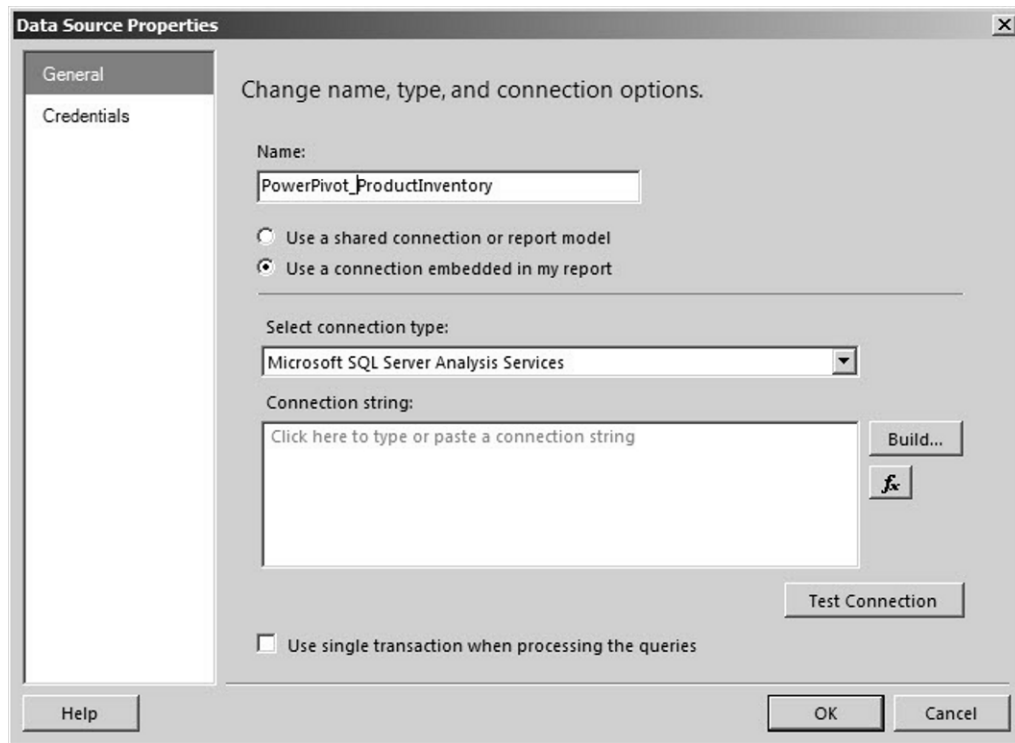 Data Source Properties
General
Credentials
Change name, type, and connection options.
Name:
PowerPivot_ProductInventory
Use a shared connection or report model
Use a connection embedded in my report
Select connection type:
Microsoft SQL Server Analysis Services
Connection string:
Click here to type or paste a connection string
Build...
fx
Test Connection
Use single transaction when processing the queries
Help
OK
Cancel